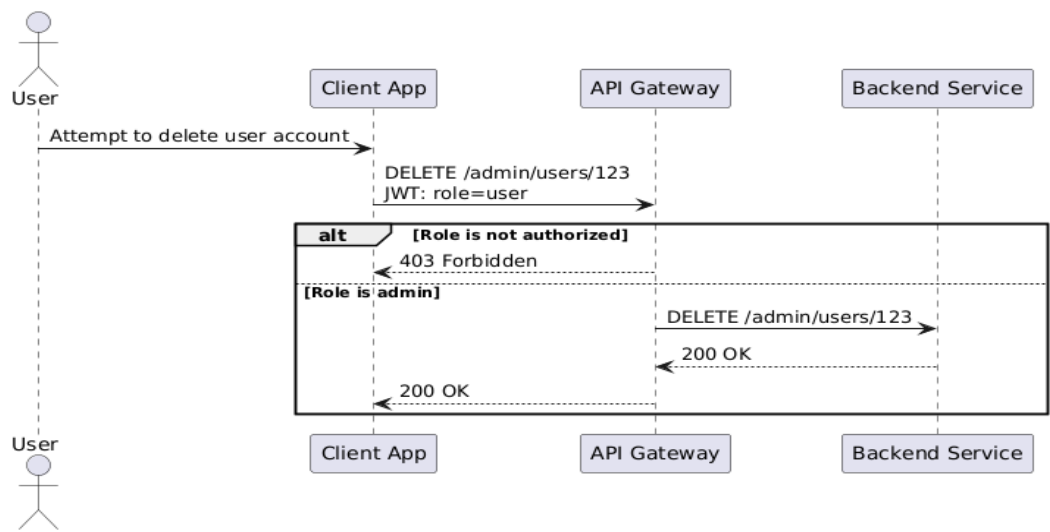 User
Client App
API Gateway
Backend Service
Attempt to delete user account
DELETE /admin/users/123
JWT: role=user
alt
[Role is not authorized]
403 Forbidden
[Role is admin]
DELETE /admin/users/123
200 OK
200 OK
User
Client App
API Gateway
Backend Service